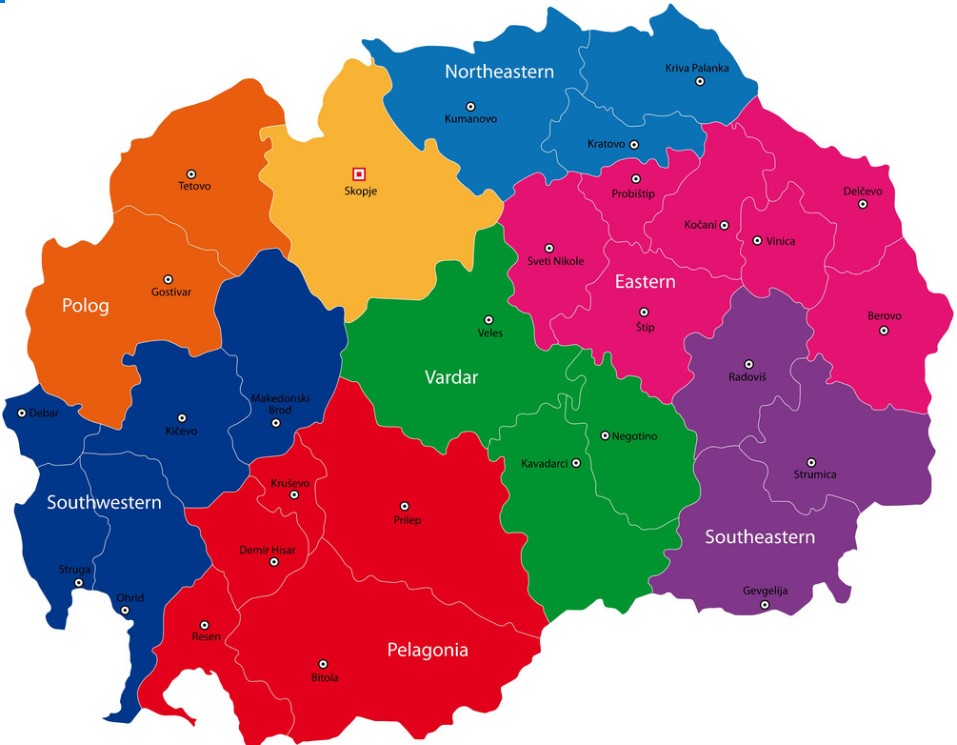 Northeastern
Kriva Palanka
Kumanovo
Kratovo
Tetovo
Skopje
Probištip
Delčevo
Kočani
Vinica
Sveti Nikole
Eastern
Gostivar
Polog
Štip
Berovo
Veles
Vardar
Radoviš
Makedonski
Brod
Debar
Kičevo
Negotino
Kavadarci
Strumica
Kruševo
Southwestern
Prilep
Southeastern
Demir Hisar
Struga
Ohrid
Gevgelija
Resen
Pelagonia
Bitola